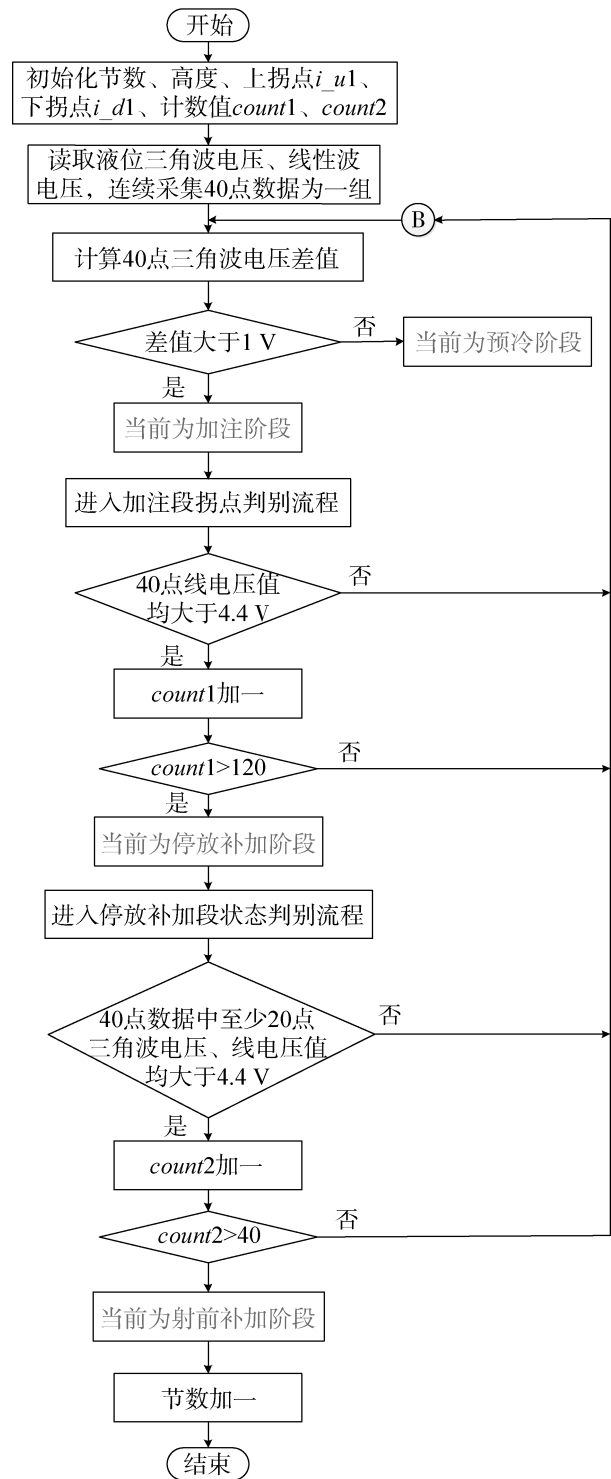 开始
初始化节数、高度、上拐点i_u1、
下拐点i_d1、计数值count1、count2
读取液位三角波电压、线性波
电压，连续采集40点数据为一组
B
计算40点三角波电压差值
差值大于1 V
否
当前为预冷阶段
是
当前为加注阶段
进入加注段拐点判别流程
40点线电压值
均大于4.4 V
否
是
count1加一
count1>120
否
是
当前为停放补加阶段
进入停放补加段状态判别流程
40点数据中至少20点
三角波电压、线电压值
均大于4.4 V
否
是
count2加一
count2>40
否
当前为射前补加阶段
节数加一
结束